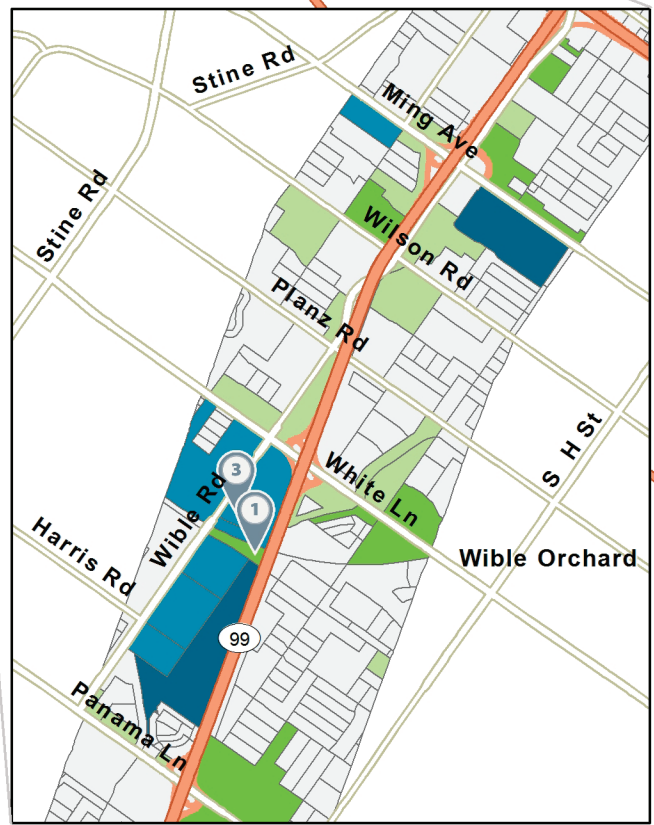 Stine Rd
Ming Ave
Stine Rd
Wilson Rd
Planz Rd
S H St
3
White Ln
Wible Rd
1
Harris Rd
Wible Orchard
99
Panama Ln